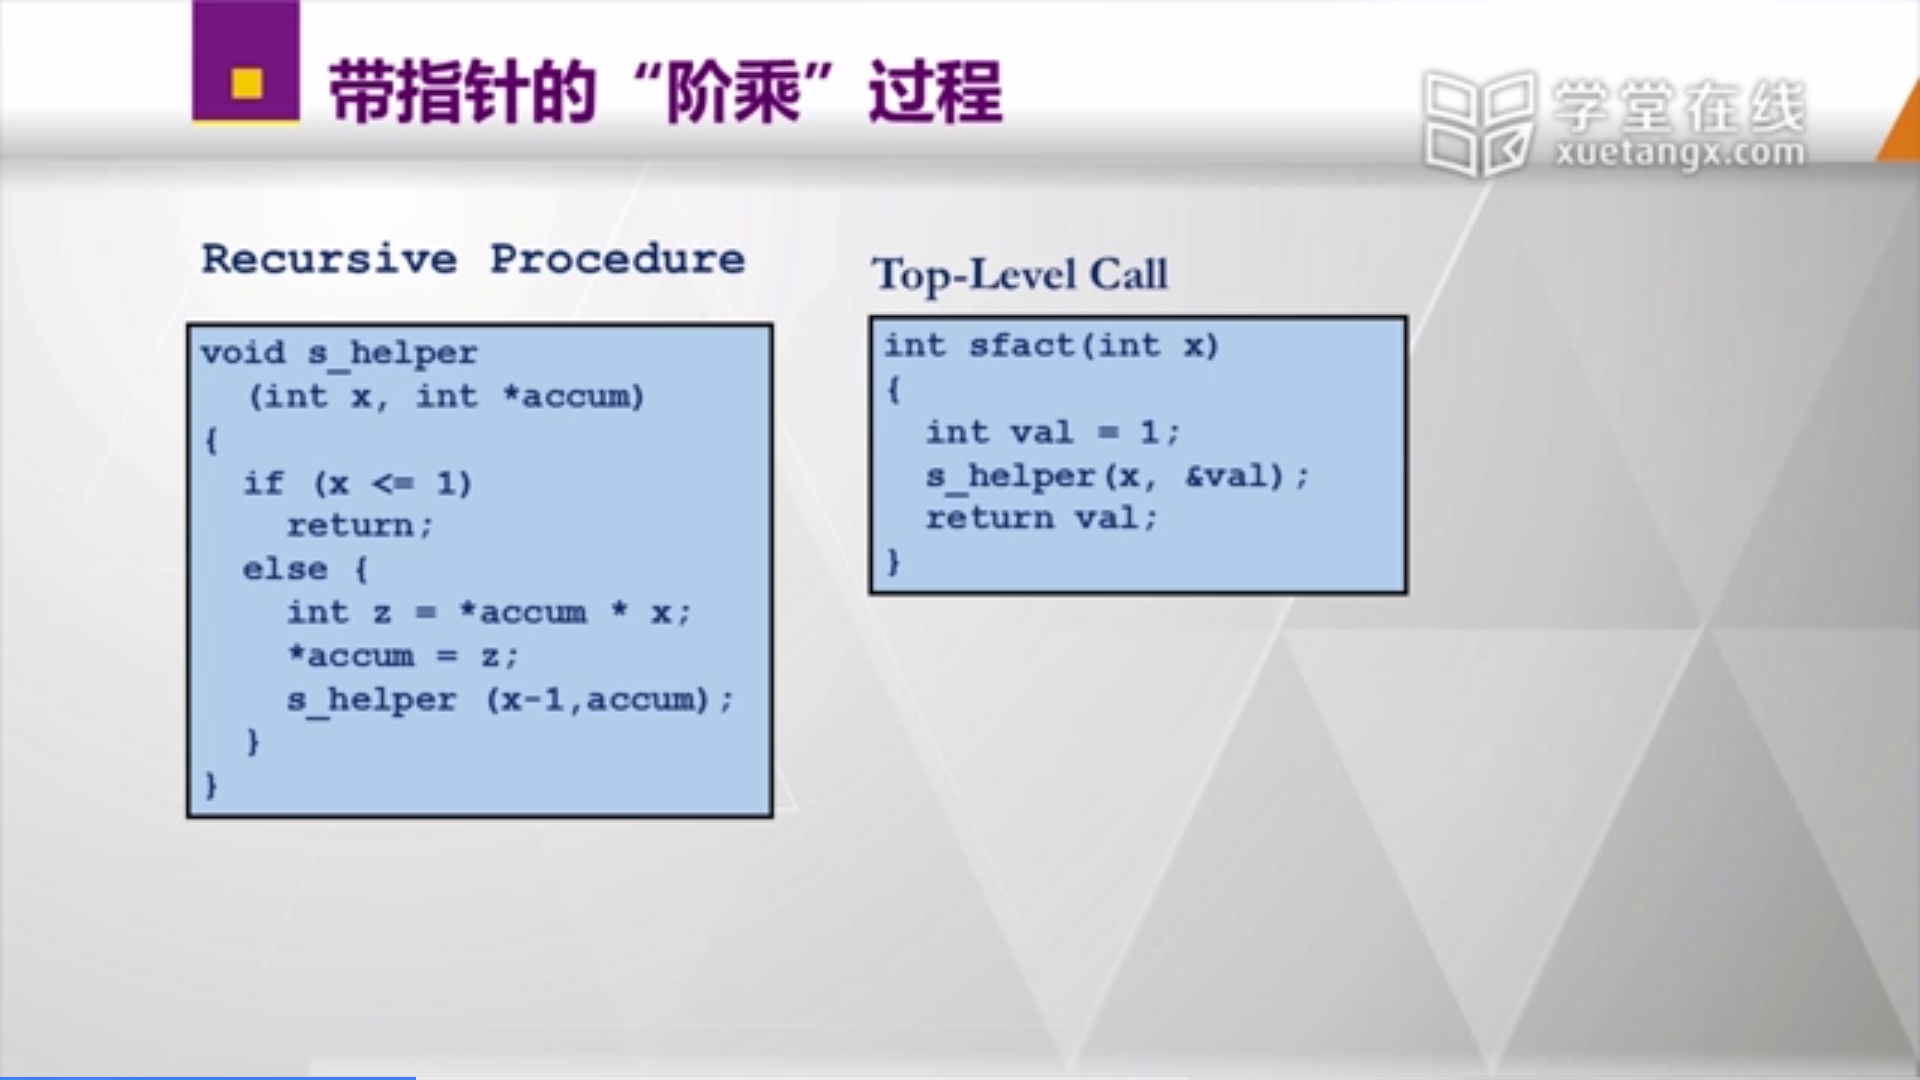 带指针的“阶乘”过程
学堂在线
xuetangx.com
Recursive Procedure
void s_helper
(int x, int *accum)
{
if (x <= 1)
return;
else {
int z = *accum * x;
*accum = z;
s_helper (x-1,accum);
}
}
Top-Level Call
int sfact(int x)
{
int val = 1;
s_helper(x, &val);
return val;
}